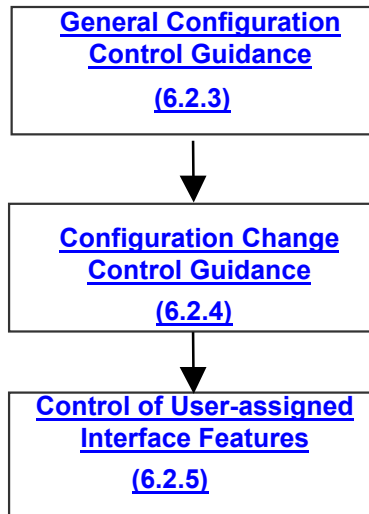 General Configuration
Control Guidance
(6.2.3)
Configuration Change
Control Guidance
(6.2.4)
Control of User-assigned
Interface Features
(6.2.5)